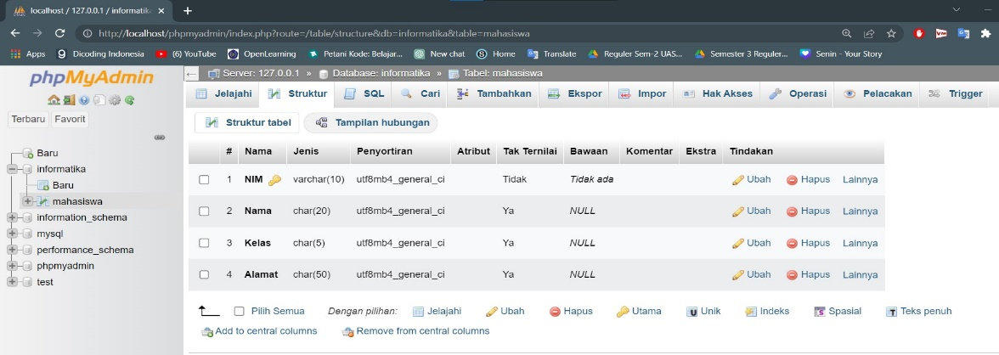 localhost / 127.0.0.1 / informatika
http://localhost/phpmyadmin/index.php?route=/table/structure&db=informatika&table=mahasiswa
Apps Dicoding Indonesia (6) YouTube OpenLearning Petani Kode: Belajar... New chat Home Translate Reguler Sem-2 UAS... Semester 3 Reguler... Senin - Your Story
phpMyAdmin
Terbaru Favorit
Baru
informatika
Baru
mahasiswa
information_schema
mysql
performance_schema
phpmyadmin
test
Server: 127.0.0.1 » Database: informatika » Tabel: mahasiswa
Jelajahi Struktur SQL Cari Tambahkan Ekspor Impor Hak Akses Operasi Pelacakan Trigger
Struktur tabel Tampilan hubungan
# Nama Jenis Penyortiran Atribut Tak Ternilai Bawaan Komentar Ekstra Tindakan
1 NIM varchar(10) utf8mb4_general_ci Tidak Tidak ada Ubah Hapus Lainnya
2 Nama char(20) utf8mb4_general_ci Ya NULL Ubah Hapus Lainnya
3 Kelas char(5) utf8mb4_general_ci Ya NULL Ubah Hapus Lainnya
4 Alamat char(50) utf8mb4_general_ci Ya NULL Ubah Hapus Lainnya
Pilih Semua Dengan pilihan: Jelajahi Ubah Hapus Utama Unik Indeks Spasial Teks penuh
Add to central columns Remove from central columns